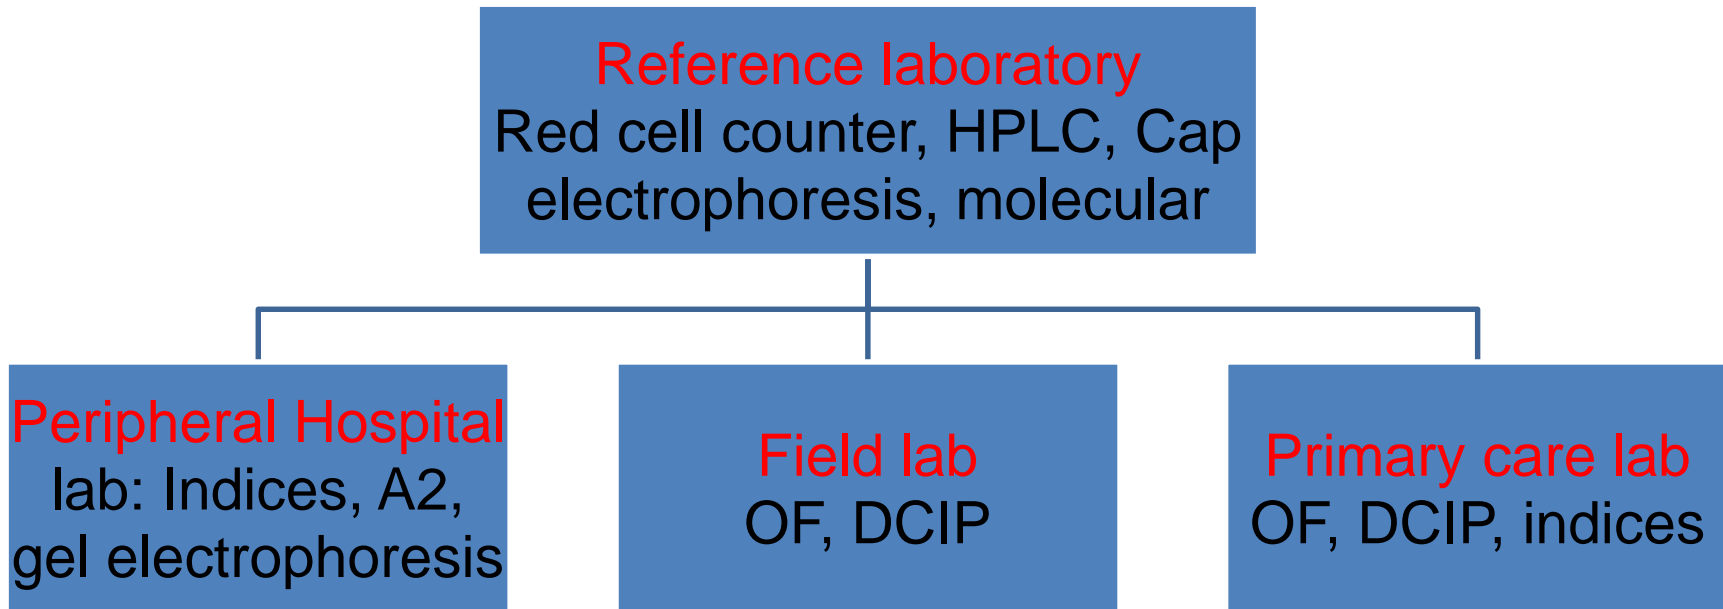 Reference laboratory
Red cell counter, HPLC, Cap
electrophoresis, molecular
Peripheral Hospital
lab: Indices, A2,
gel electrophoresis
Field lab
OF, DCIP
Primary care lab
OF, DCIP, indices